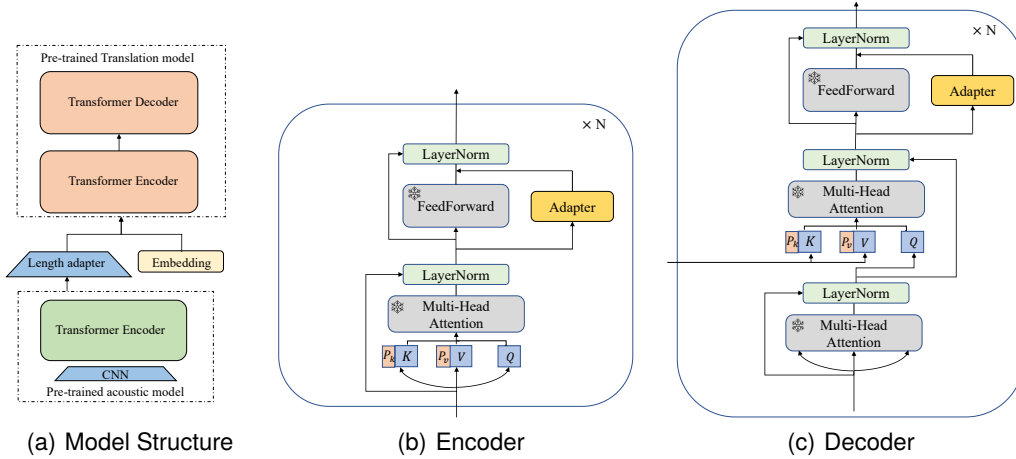 Pre-trained Translation model
Transformer Decoder
Transformer Encoder
Length adapter
Embedding
Transformer Encoder
CNN
Pre-trained acoustic model
(a) Model Structure
× N
LayerNorm
FeedForward
Adapter
LayerNorm
Multi-Head
Attention
P_k K
P_v V
Q
(b) Encoder
× N
LayerNorm
FeedForward
Adapter
LayerNorm
Multi-Head
Attention
P_k K
P_v V
Q
LayerNorm
Multi-Head
Attention
(c) Decoder